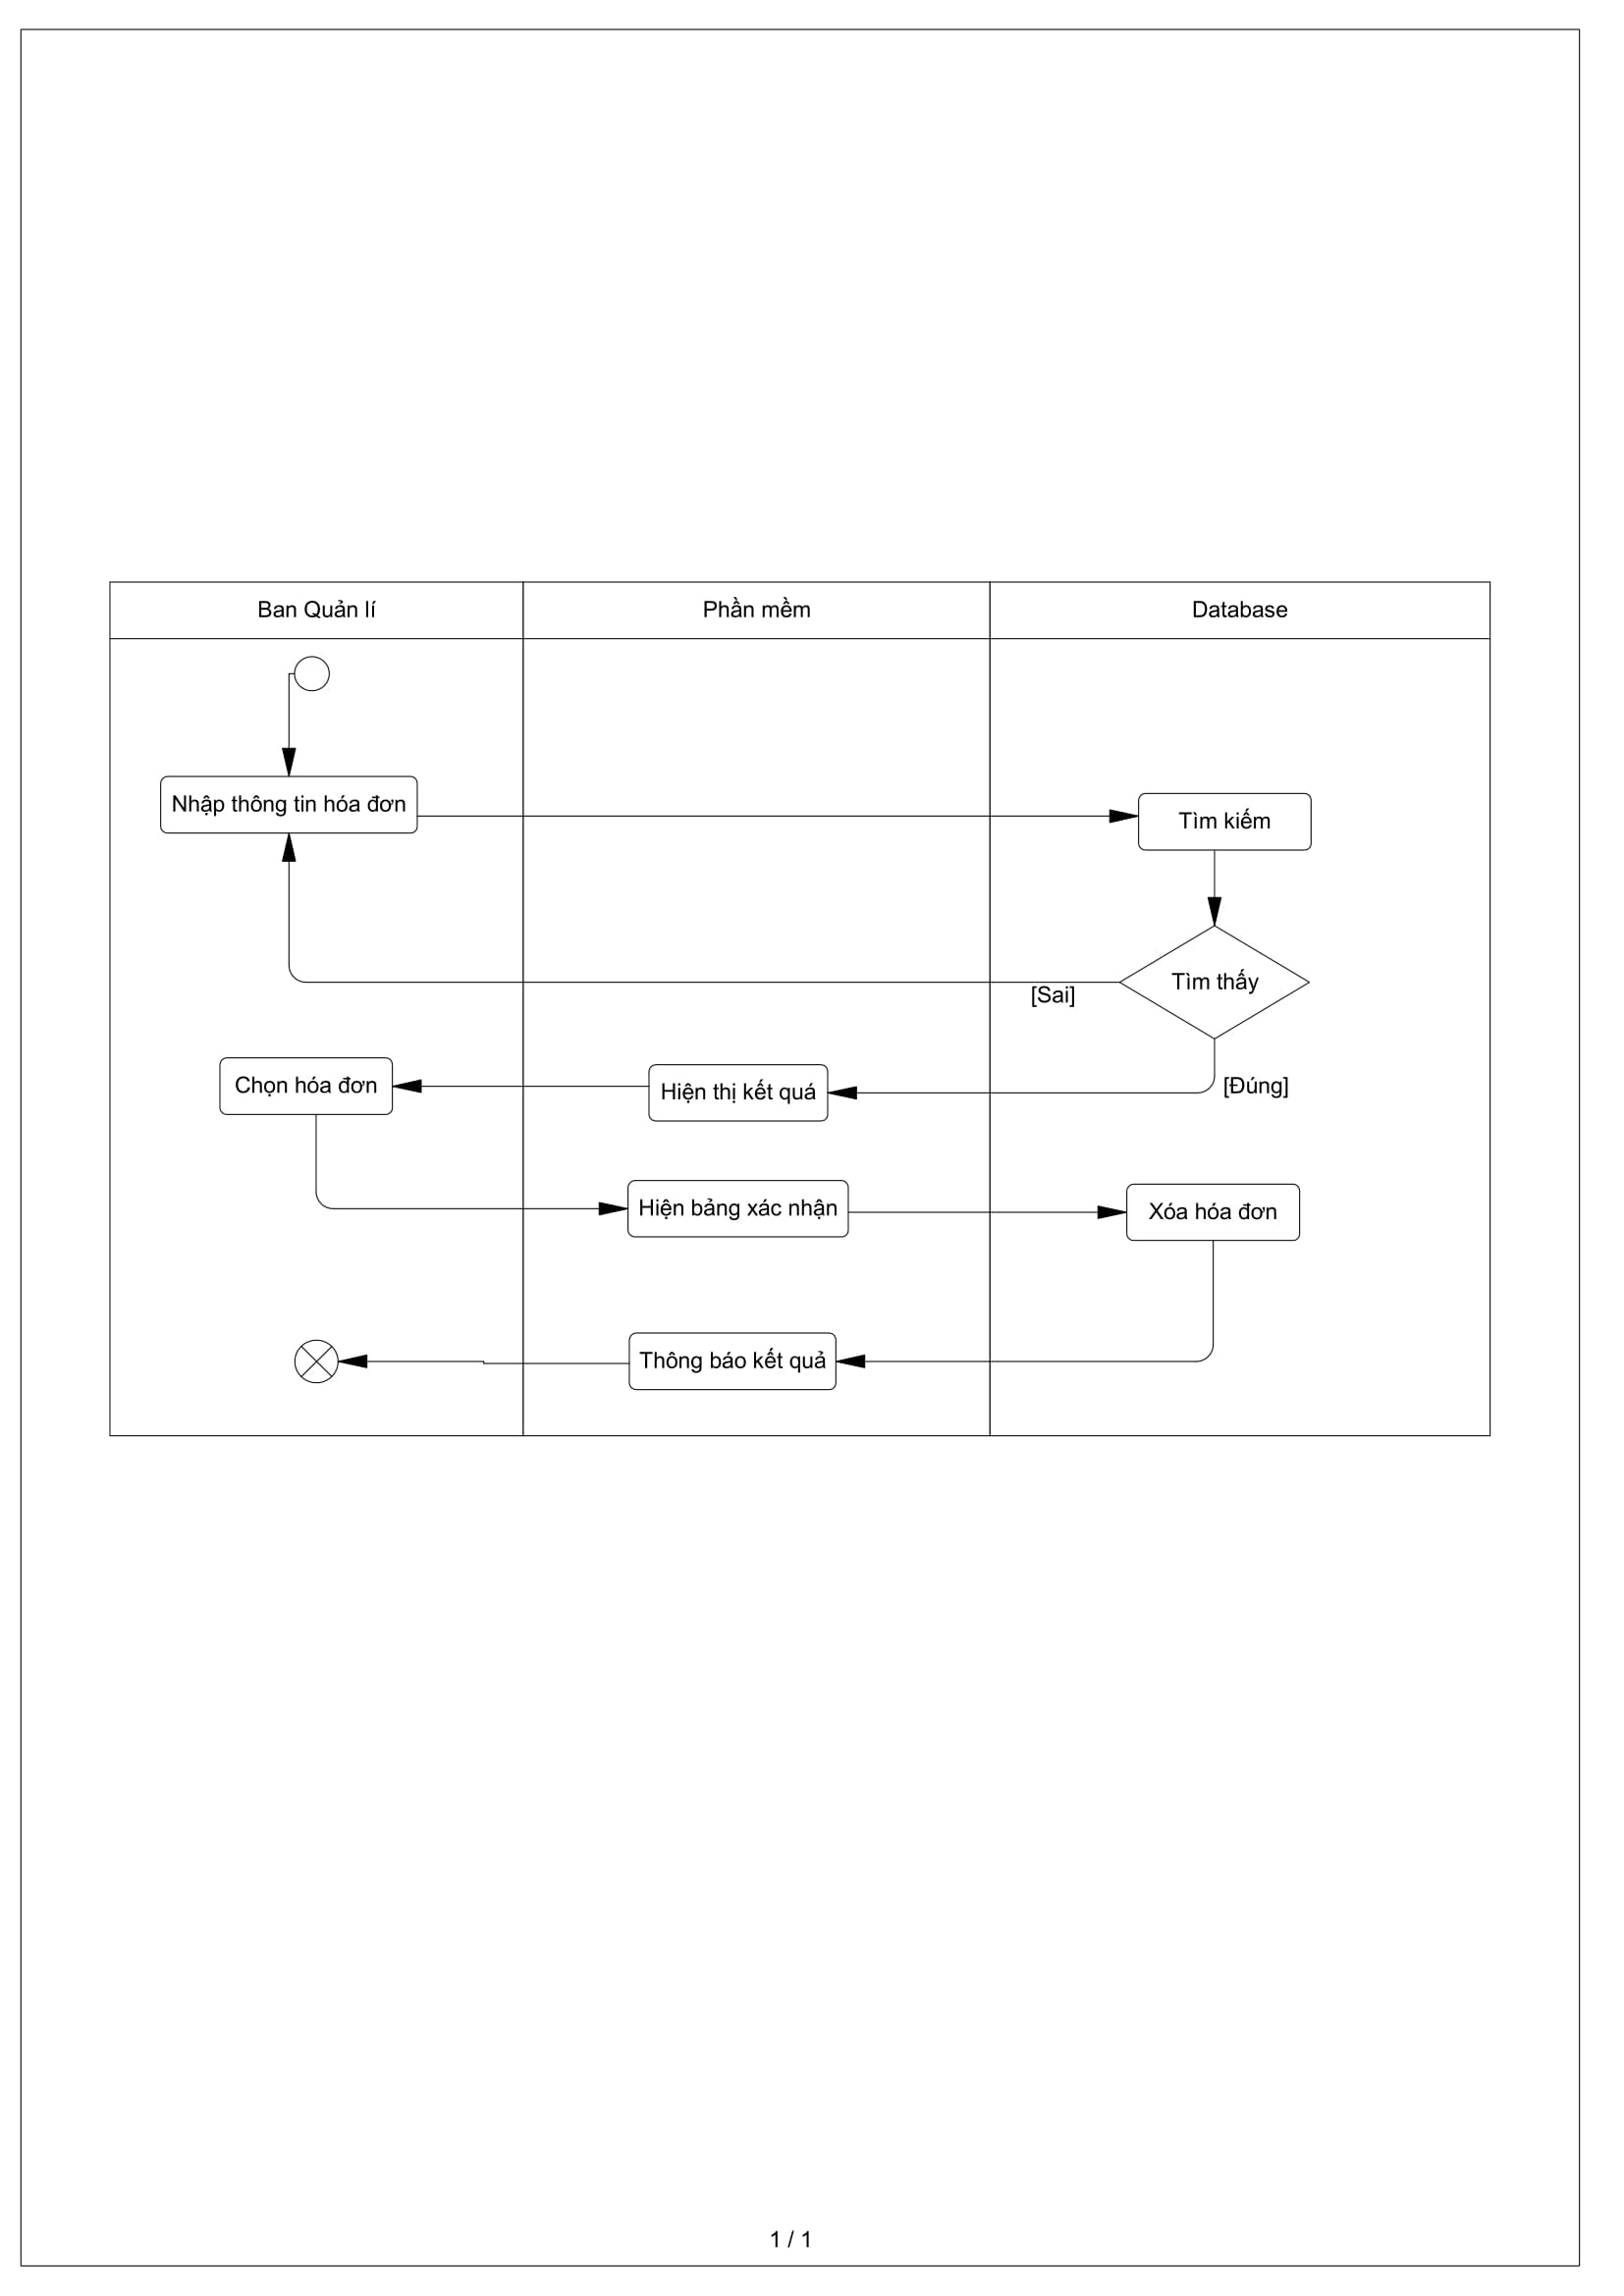 Ban Quản lí
Phần mềm
Database
Nhập thông tin hóa đơn
Tìm kiếm
Tìm thấy
[Sai]
[Đúng]
Chọn hóa đơn
Hiện thị kết quá
Hiện bảng xác nhận
Xóa hóa đơn
Thông báo kết quả
1 / 1